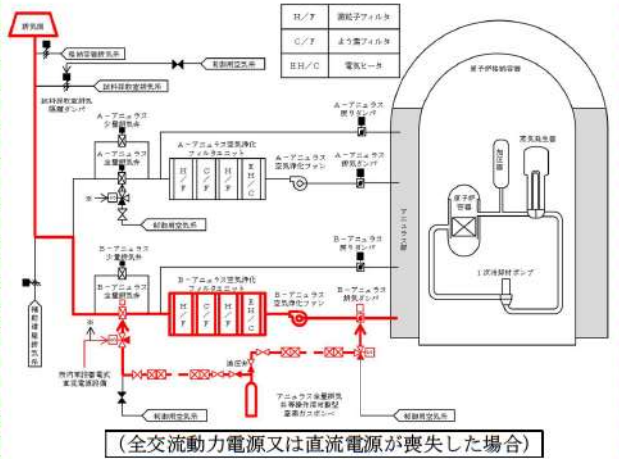 排気筒
格納容器排気系
制御用空気系
試料採取室排気系
試料採取室排気
隔離ダンパ
H/F 微粒子フィルタ
C/F よう素フィルタ
EH/C 電気ヒータ
原子炉格納容器
蒸気発生器
加圧器
原子炉
容器
1次冷却材ポンプ
アニュラス部
A-アニュラス
少量排気弁
A-アニュラス
全量排気弁
A-アニュラス空気浄化
フィルタユニット
H/F
C/F
H/F
EH/C
A-アニュラス
空気浄化ファン
A-アニュラス
戻りダンパ
A-アニュラス
排気ダンパ
※
制御用空気系
B-アニュラス
少量排気弁
B-アニュラス
全量排気弁
B-アニュラス空気浄化
フィルタユニット
H/F
C/F
H/F
EH/C
B-アニュラス
空気浄化ファン
B-アニュラス
戻りダンパ
B-アニュラス
排気ダンパ
補助建屋排気系
※
所内常設蓄電式
直流電源設備
減圧弁
アニュラス全量排気
弁等操作用可搬型
窒素ガスボンベ
制御用空気系
制御用空気系
(全交流動力電源又は直流電源が喪失した場合)